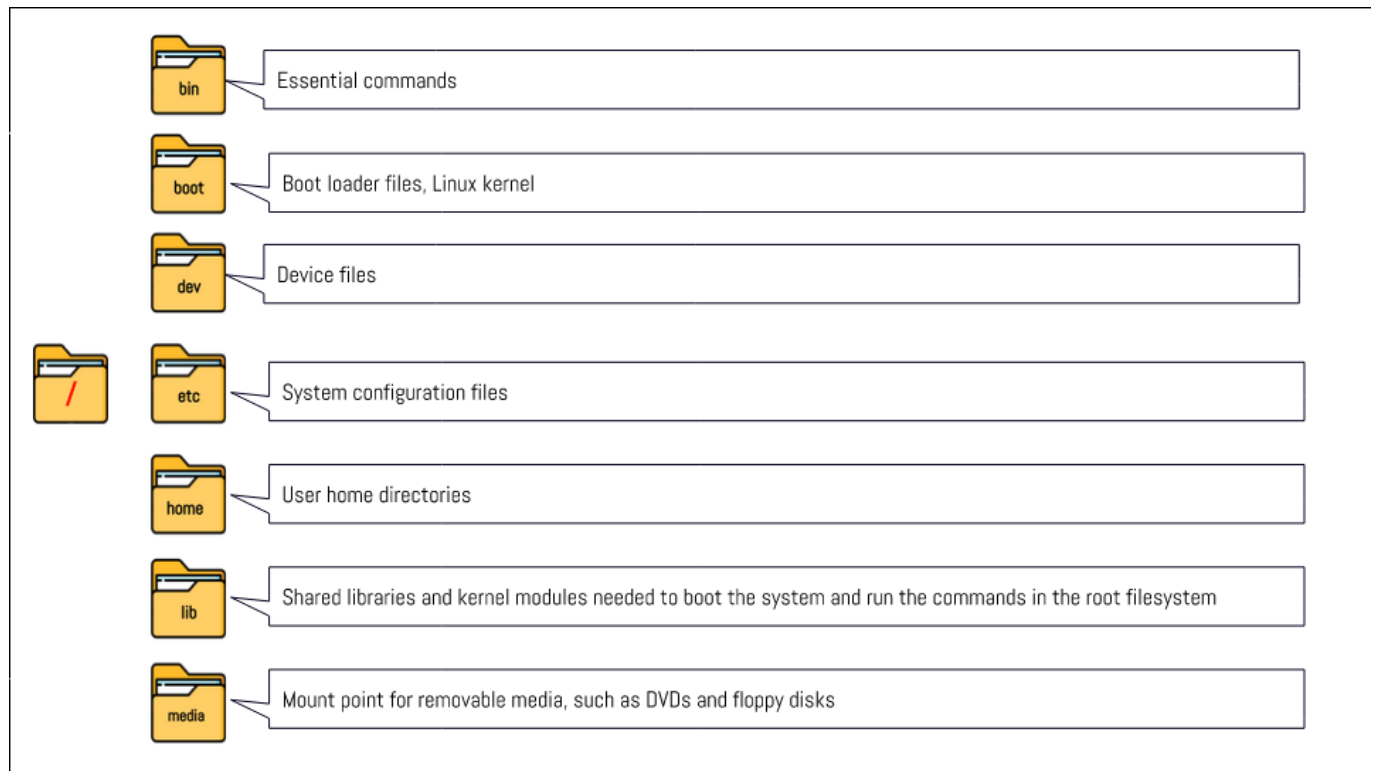 bin
Essential commands
boot
Boot loader files, Linux kernel
dev
Device files
/
etc
System configuration files
home
User home directories
lib
Shared libraries and kernel modules needed to boot the system and run the commands in the root filesystem
media
Mount point for removable media, such as DVDs and floppy disks